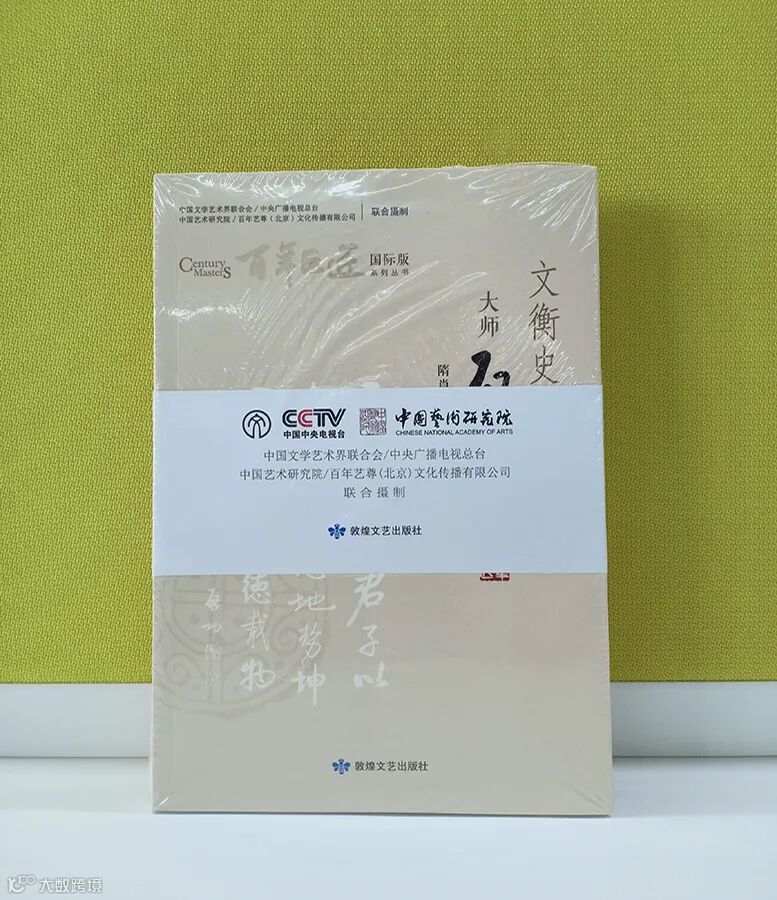 中国文学艺术界联合会/中央广播电视总台
中国艺术研究院/百年艺尊(北京)文化传播有限公司
联合摄制
Century
Masters
百年巨匠
国际版
系列丛书
文衡史
大师
隋肖
CCTV
中国中央电视台
中国藝術研究院
CHINESE NATIONAL ACADEMY OF ARTS
中国文学艺术界联合会/中央广播电视总台
中国艺术研究院/百年艺尊(北京)文化传播有限公司
联合摄制
敦煌文艺出版社
君子以
地势坤
德载物
启功
敦煌文艺出版社
大数跨境